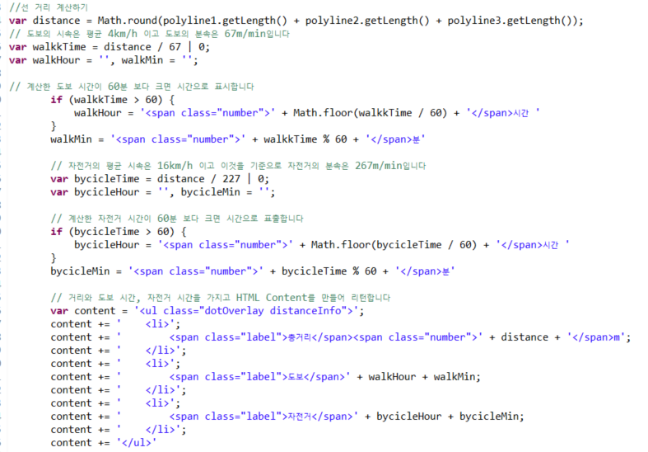 //선 거리 계산하기
var distance = Math.round(polyline1.getLength() + polyline2.getLength() + polyline3.getLength());
// 도보의 시속은 평균 4km/h 이고 도보의 분속은 67m/min입니다
var walkkTime = distance / 67 | 0;
var walkHour = '', walkMin = '';
// 계산한 도보 시간이 60분 보다 크면 시간으로 표시합니다
if (walkkTime > 60) {
walkHour = '<span class="number">' + Math.floor(walkkTime / 60) + '</span>시간 '
}
walkMin = '<span class="number">' + walkkTime % 60 + '</span>분'
// 자전거의 평균 시속은 16km/h 이고 이것을 기준으로 자전거의 분속은 267m/min입니다
var bycicleTime = distance / 227 | 0;
var bycicleHour = '', bycicleMin = '';
// 계산한 자전거 시간이 60분 보다 크면 시간으로 표출합니다
if (bycicleTime > 60) {
bycicleHour = '<span class="number">' + Math.floor(bycicleTime / 60) + '</span>시간 '
}
bycicleMin = '<span class="number">' + bycicleTime % 60 + '</span>분'
// 거리와 도보 시간, 자전거 시간을 가지고 HTML Content를 만들어 리턴합니다
var content = '<ul class="dotOverlay distanceInfo">';
content += '    <li>';
content += '        <span class="label">총거리</span><span class="number">' + distance + '</span>m';
content += '    </li>';
content += '    <li>';
content += '        <span class="label">도보</span>' + walkHour + walkMin;
content += '    </li>';
content += '    <li>';
content += '        <span class="label">자전거</span>' + bycicleHour + bycicleMin;
content += '    </li>';
content += '</ul>'